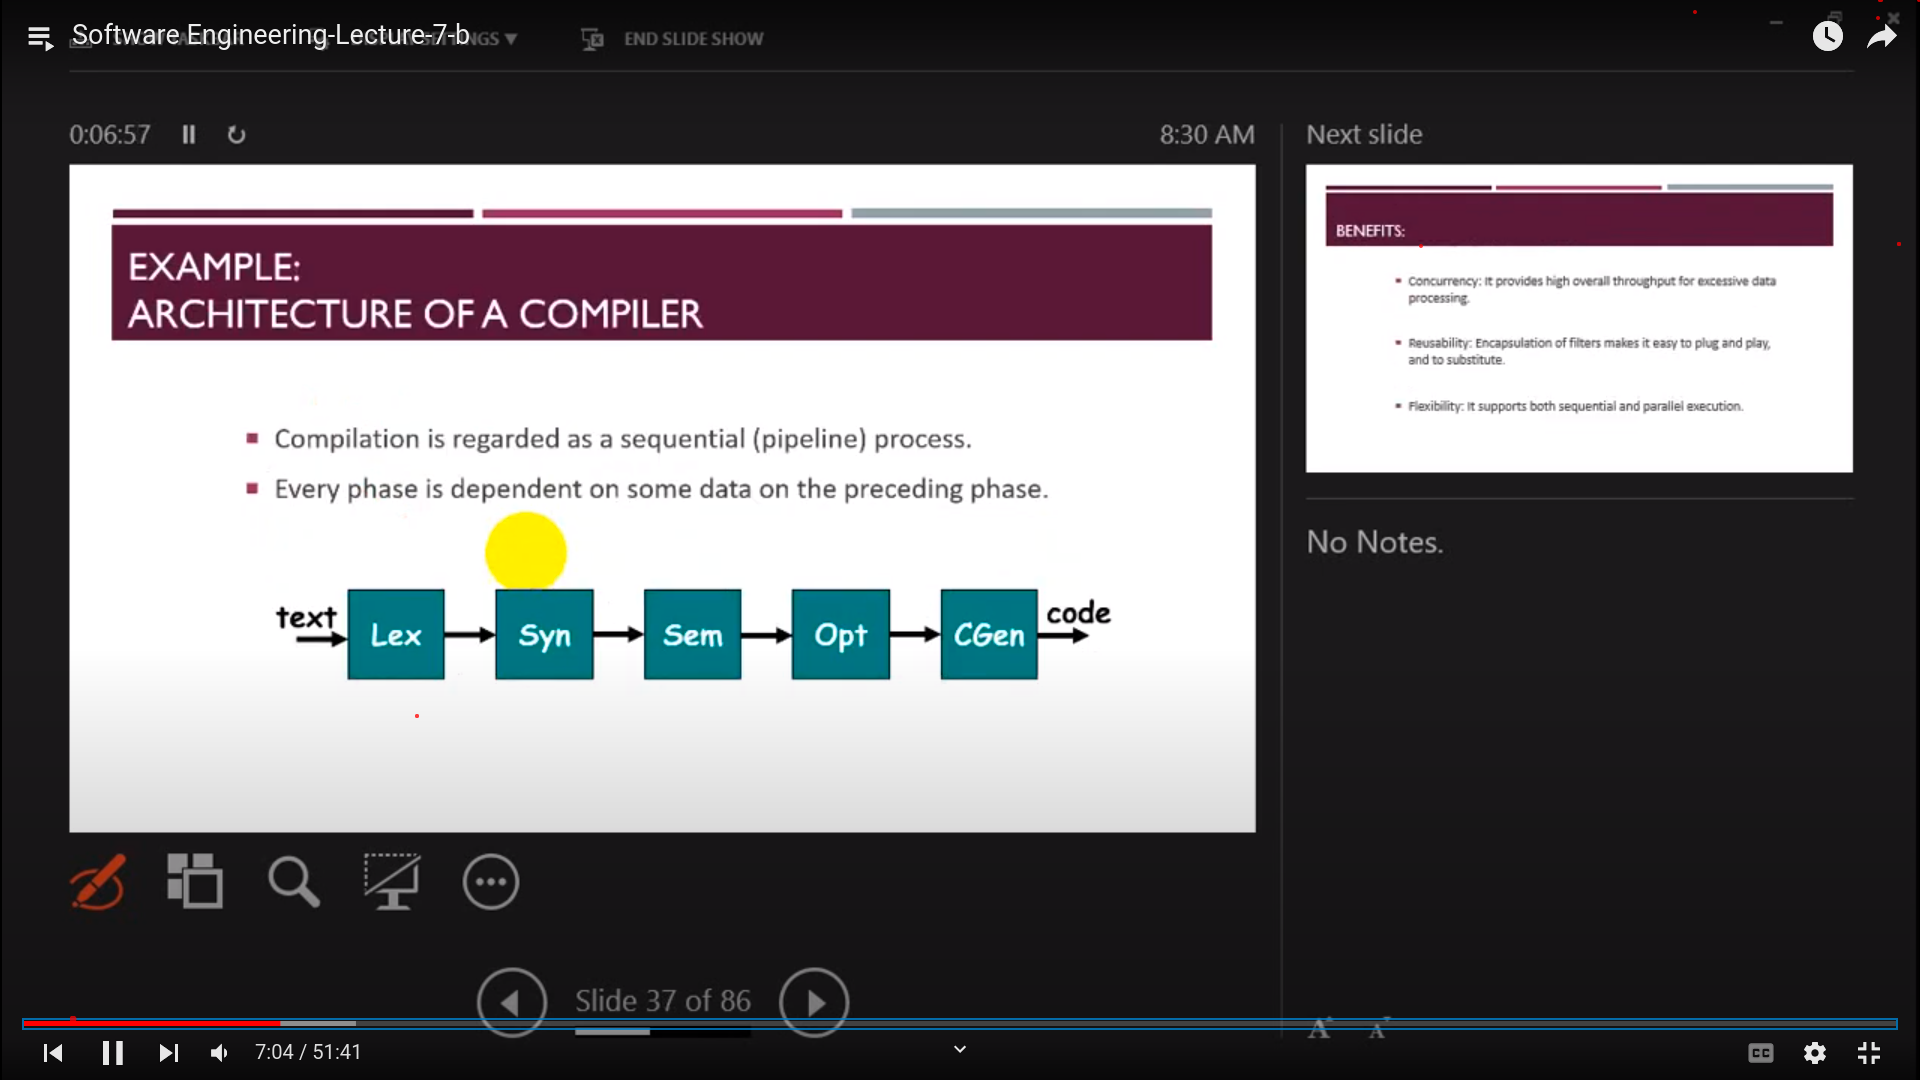 Software Engineering-Lecture-7-b
END SLIDE SHOW
0:06:57
8:30 AM
Next slide
EXAMPLE:
ARCHITECTURE OF A COMPILER
▪ Compilation is regarded as a sequential (pipeline) process.
▪ Every phase is dependent on some data on the preceding phase.
text
Lex
Syn
Sem
Opt
CGen
code
BENEFITS:
▪ Concurrency: It provides high overall throughput for excessive data
processing.
▪ Reusability: Encapsulation of filters makes it easy to plug and play,
and to substitute.
▪ Flexibility: It supports both sequential and parallel execution.
No Notes.
Slide 37 of 86
A A
7:04 / 51:41
CC